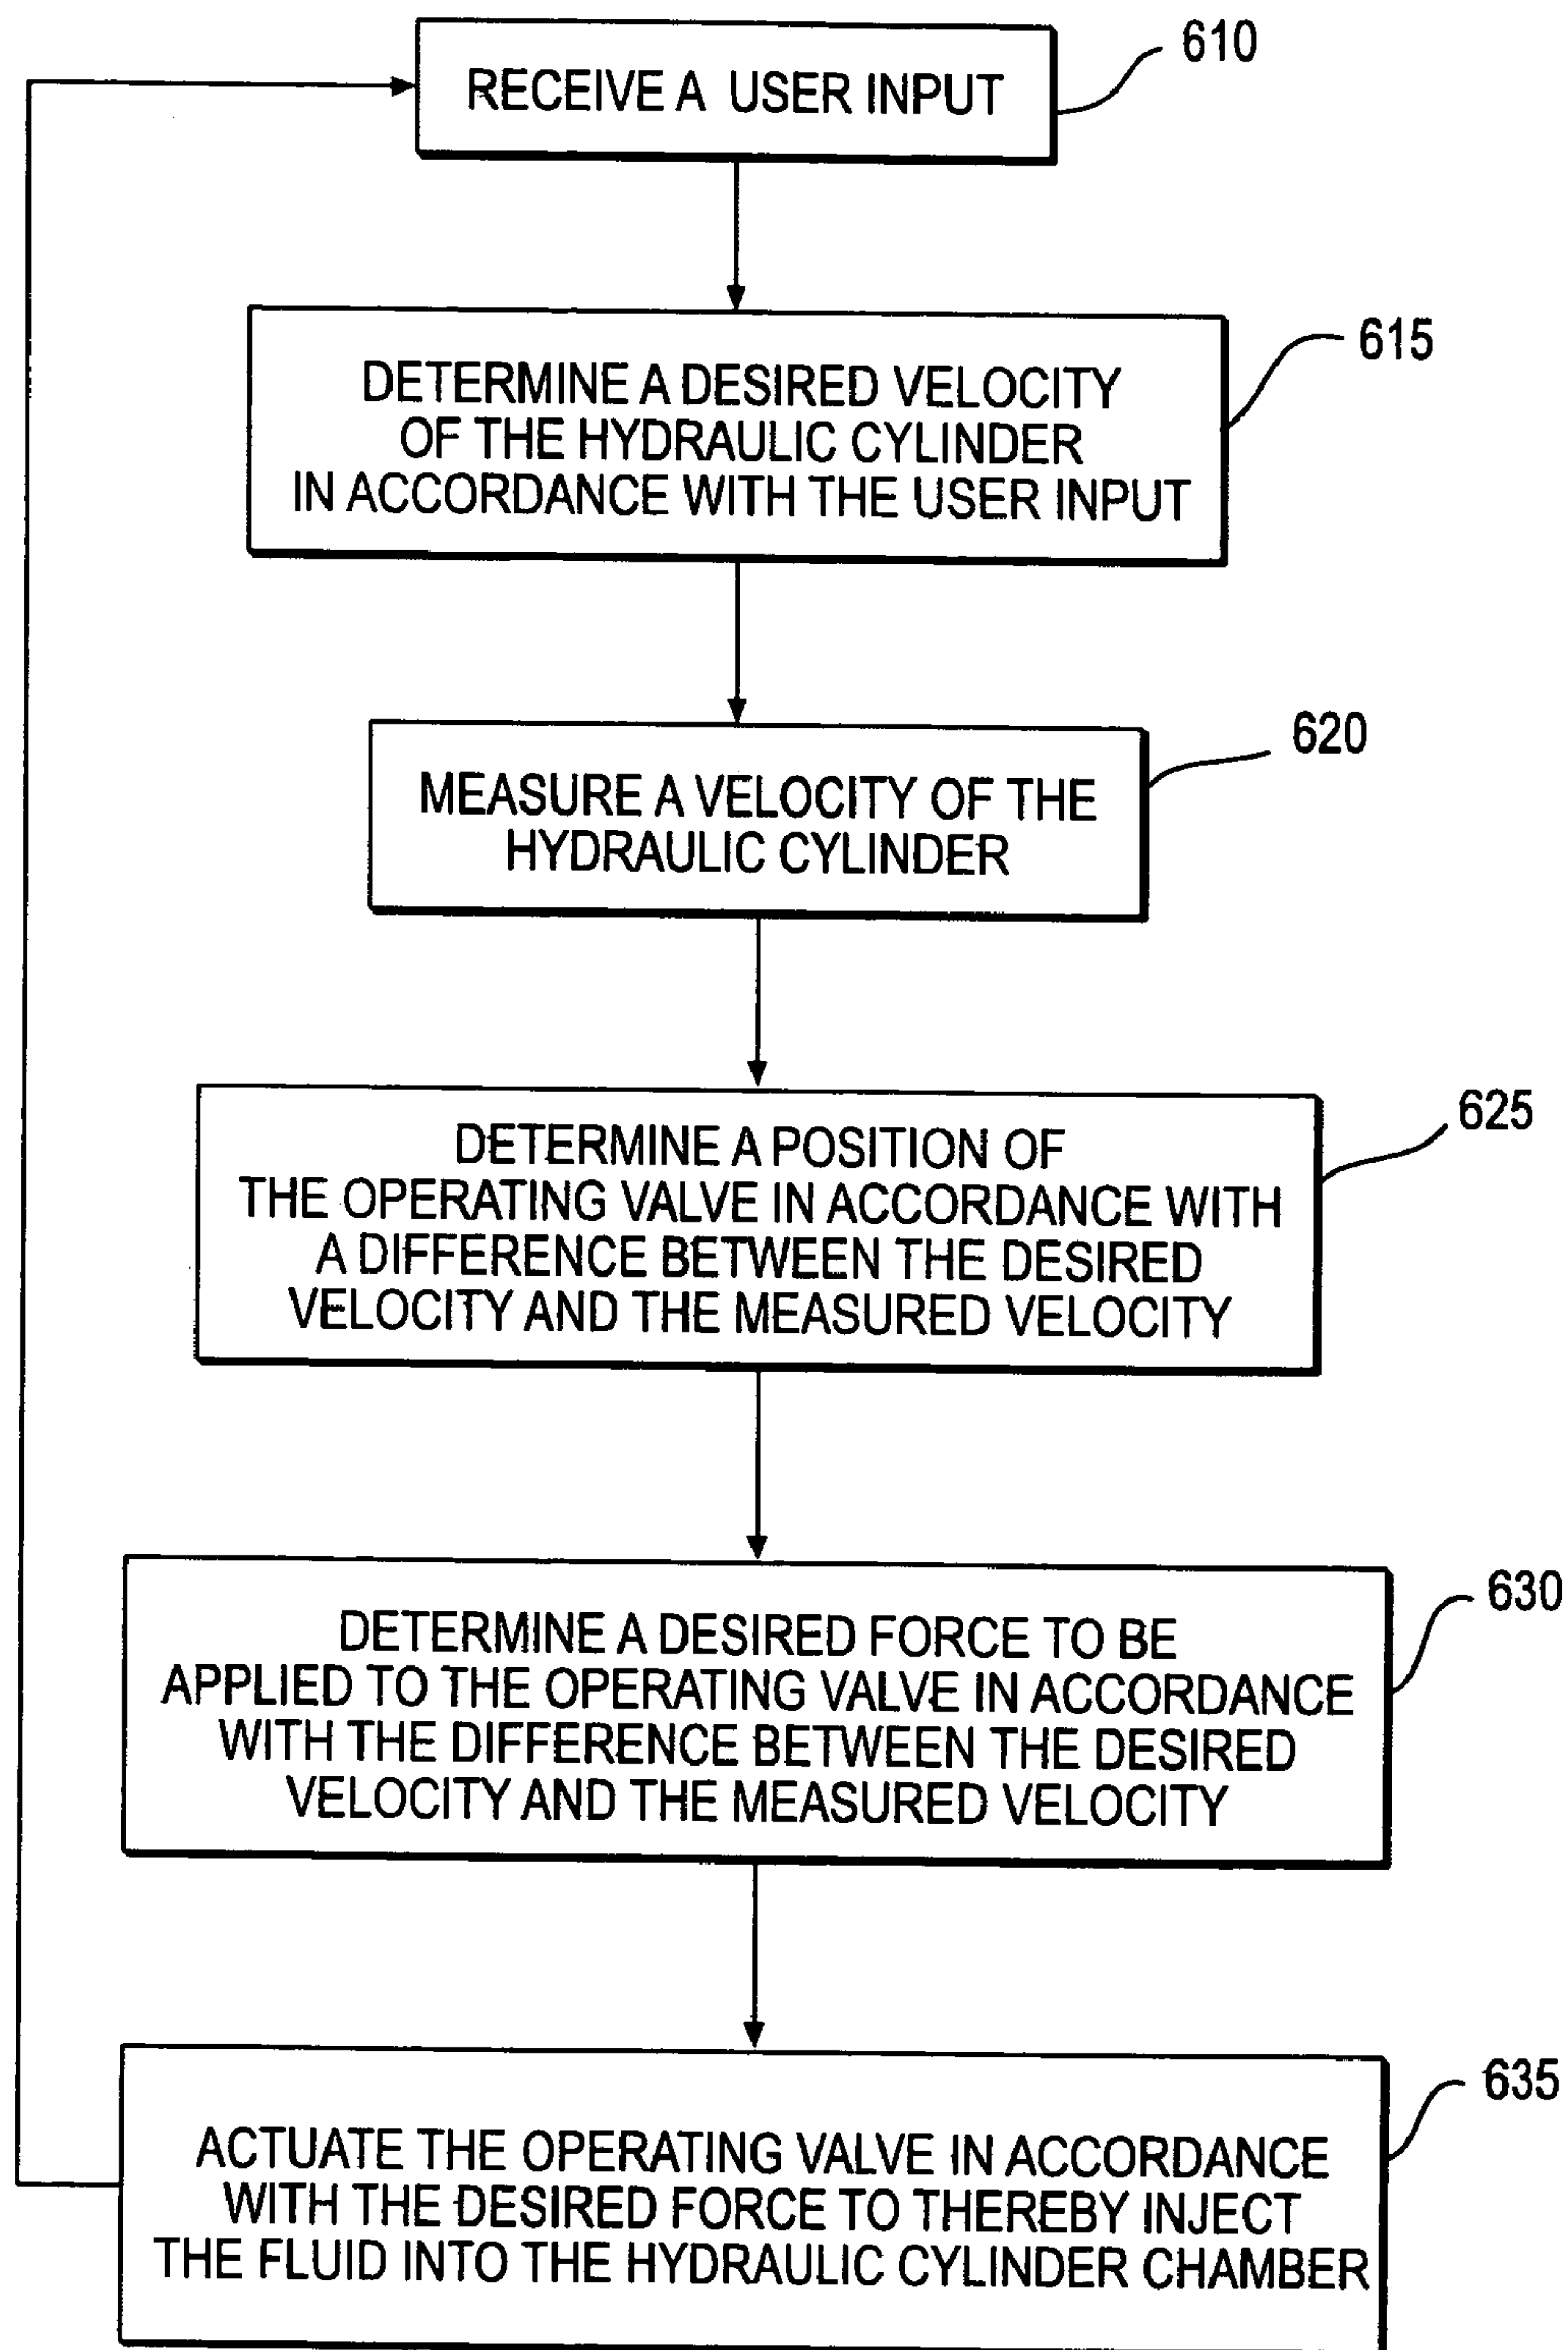 RECEIVE A USER INPUT
610
DETERMINE A DESIRED VELOCITY
OF THE HYDRAULIC CYLINDER
IN ACCORDANCE WITH THE USER INPUT
615
MEASURE A VELOCITY OF THE
HYDRAULIC CYLINDER
620
DETERMINE A POSITION OF
THE OPERATING VALVE IN ACCORDANCE WITH
A DIFFERENCE BETWEEN THE DESIRED
VELOCITY AND THE MEASURED VELOCITY
625
DETERMINE A DESIRED FORCE TO BE
APPLIED TO THE OPERATING VALVE IN ACCORDANCE
WITH THE DIFFERENCE BETWEEN THE DESIRED
VELOCITY AND THE MEASURED VELOCITY
630
ACTUATE THE OPERATING VALVE IN ACCORDANCE
WITH THE DESIRED FORCE TO THEREBY INJECT
THE FLUID INTO THE HYDRAULIC CYLINDER CHAMBER
635